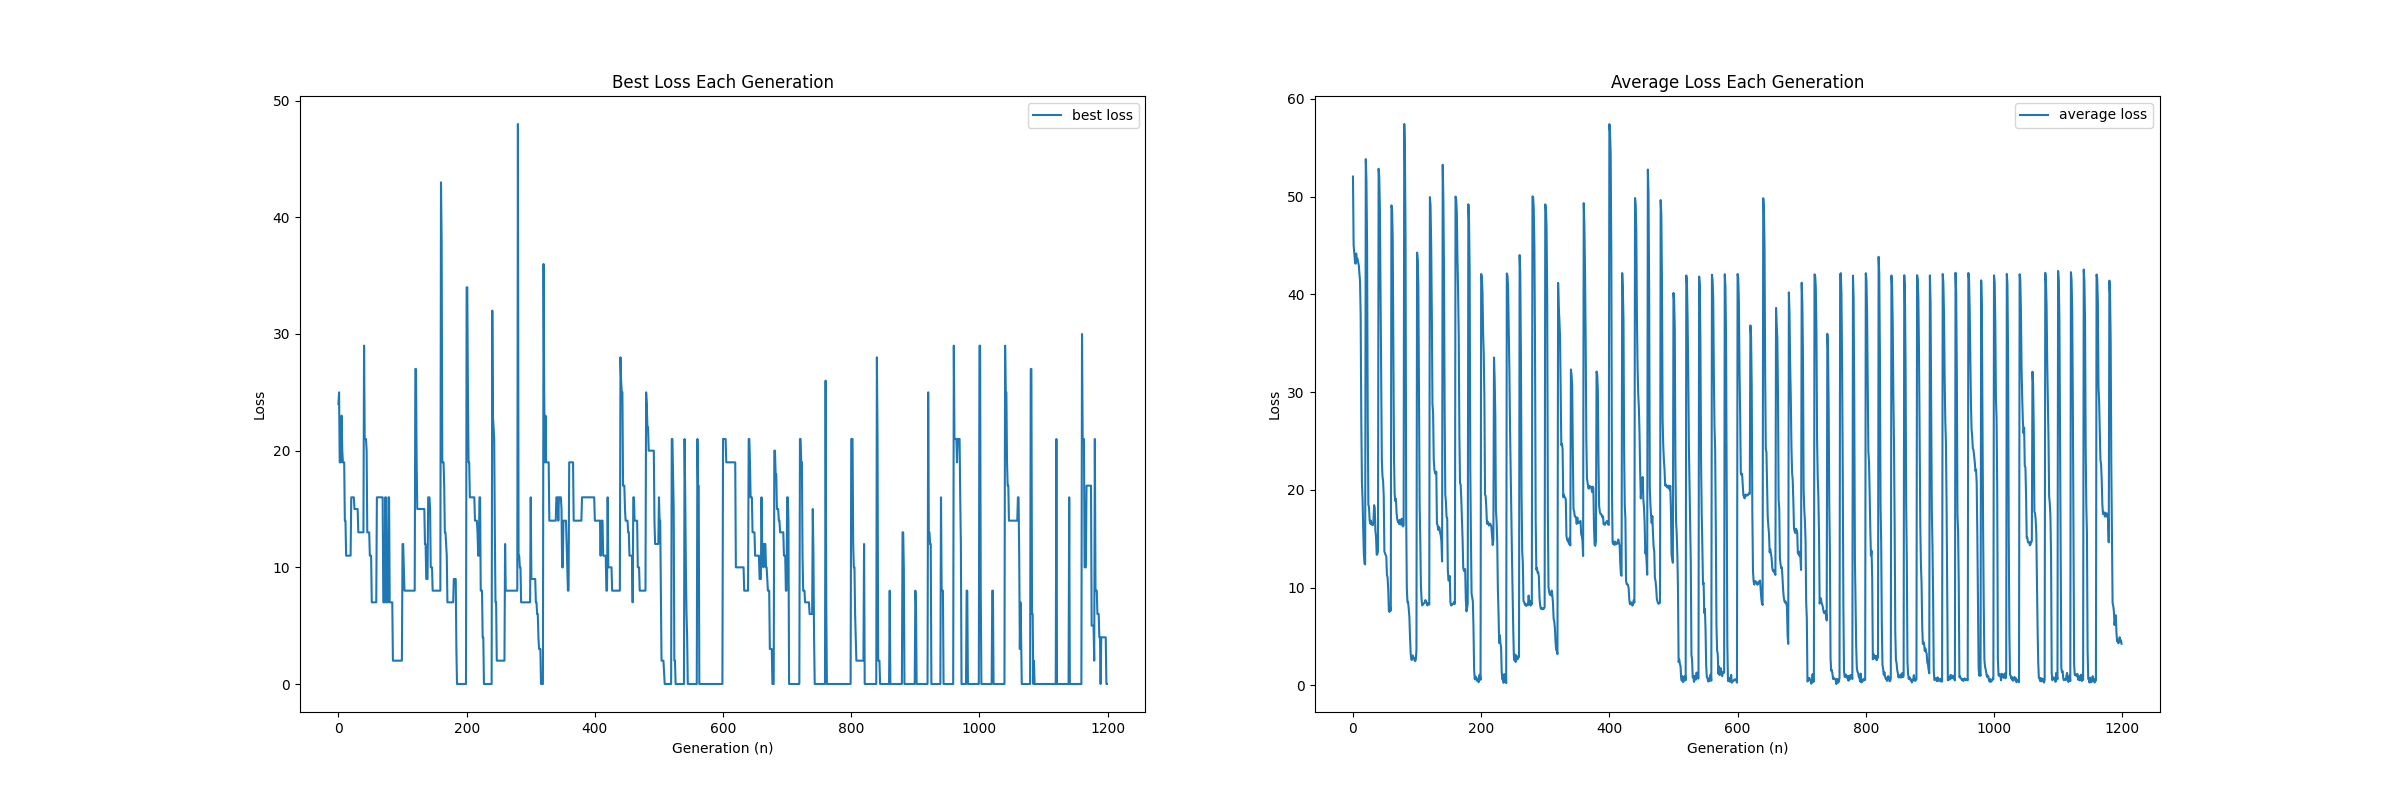 Best Loss Each Generation
50
40
30
20
10
0
Loss
best loss
0 200 400 600 800 1000 1200
Generation (n)
Average Loss Each Generation
60
50
40
30
20
10
0
Loss
average loss
0 200 400 600 800 1000 1200
Generation (n)